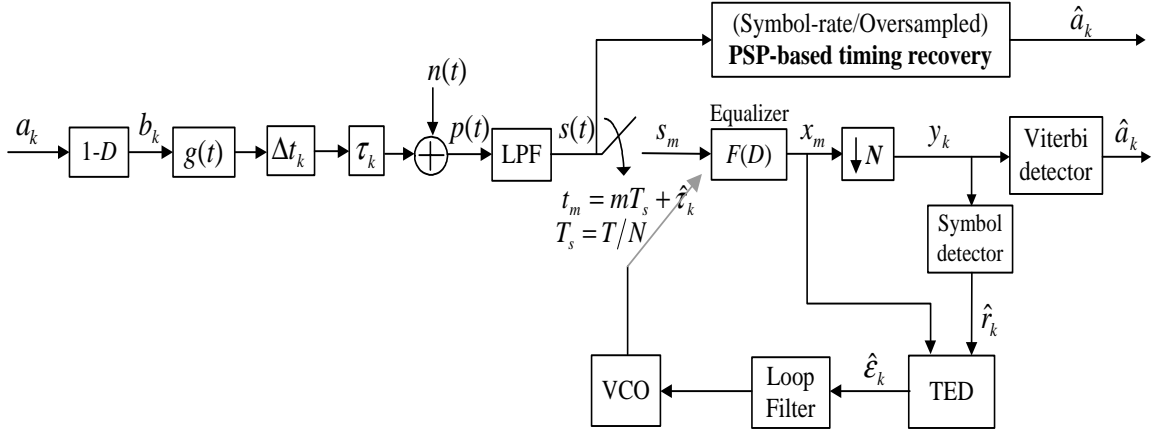 (Symbol-rate/Oversampled)
PSP-based timing recovery
â_k
n(t)
a_k
1-D
b_k
g(t)
Δt_k
τ_k
p(t)
LPF
s(t)
s_m
Equalizer
F(D)
x_m
↓N
y_k
Viterbi
detector
â_k
t_m = mT_s + τ̂_k
T_s = T/N
Symbol
detector
r̂_k
VCO
Loop
Filter
ε̂_k
TED